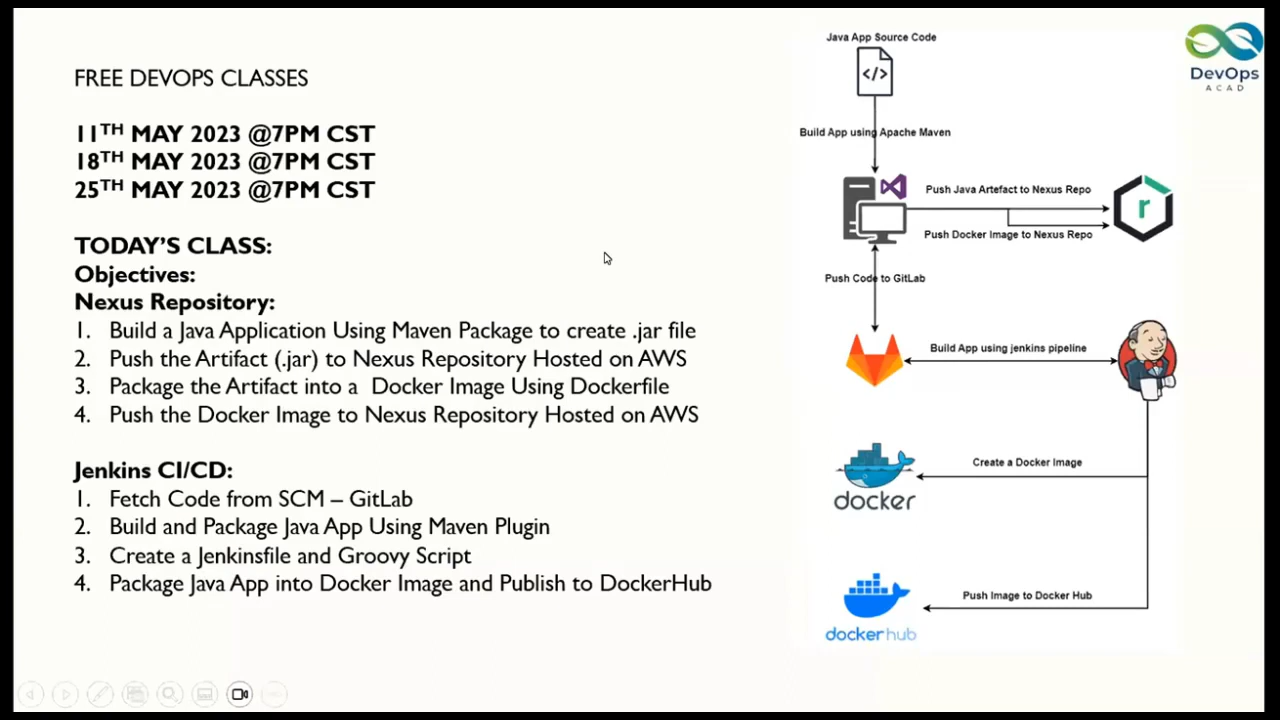 FREE DEVOPS CLASSES
11TH MAY 2023 @7PM CST
18TH MAY 2023 @7PM CST
25TH MAY 2023 @7PM CST
TODAY'S CLASS:
Objectives:
Nexus Repository:
1. Build a Java Application Using Maven Package to create .jar file
2. Push the Artifact (.jar) to Nexus Repository Hosted on AWS
3. Package the Artifact into a Docker Image Using Dockerfile
4. Push the Docker Image to Nexus Repository Hosted on AWS
Jenkins CI/CD:
1. Fetch Code from SCM – GitLab
2. Build and Package Java App Using Maven Plugin
3. Create a Jenkinsfile and Groovy Script
4. Package Java App into Docker Image and Publish to DockerHub
Java App Source Code
</>
Build App using Apache Maven
Push Java Artefact to Nexus Repo
r
Push Docker Image to Nexus Repo
Push Code to GitLab
Build App using jenkins pipeline
Create a Docker Image
docker
Push Image to Docker Hub
dockerhub
DevOps
ACAD